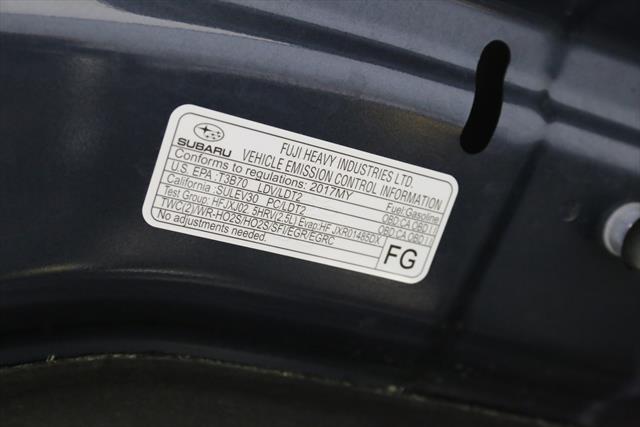 SUBARU
FUJI HEAVY INDUSTRIES LTD.
VEHICLE EMISSION CONTROL INFORMATION
Conforms to regulations: 2017MY Fuel:Gasoline
U.S. EPA :T3B70 LDV/LDT2 OBD:CA OBD II
California: SULEV30 PC/LDT2 OBD:CA OBD II
No adjustments needed.
FG